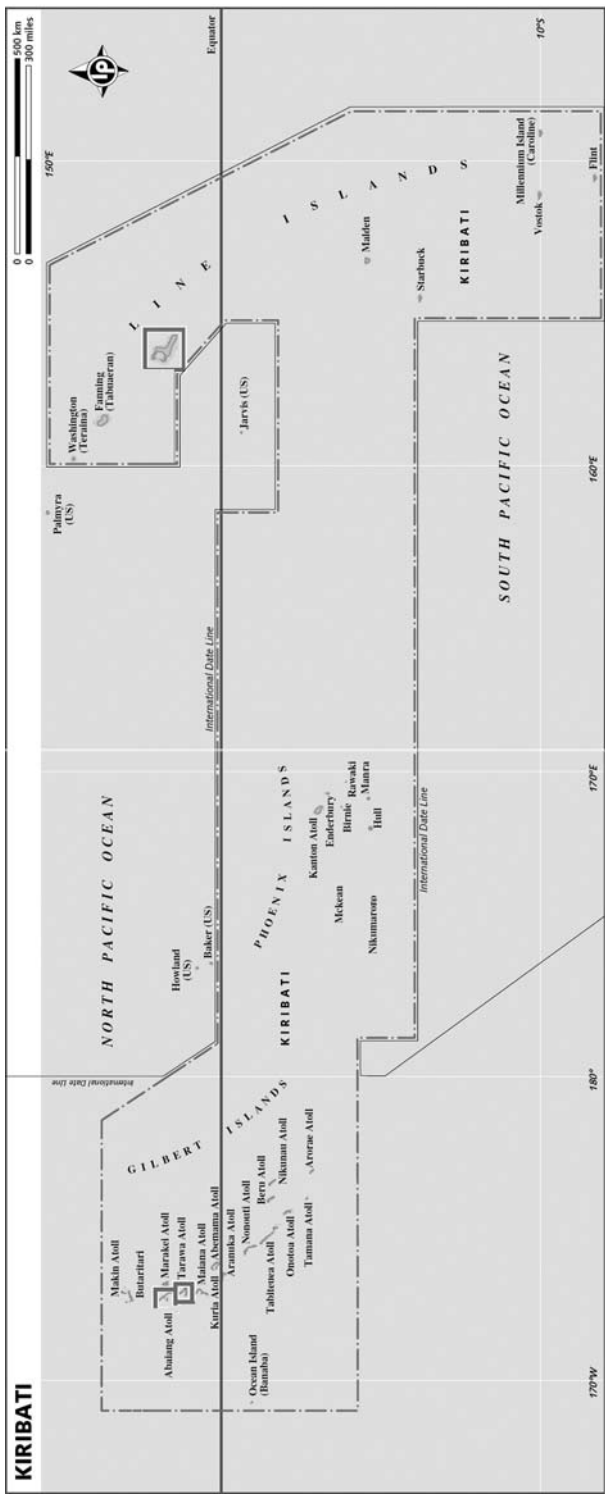 KIRIBATI
0
500 km
0
300 miles
lp
NORTH PACIFIC OCEAN
International Date Line
Palmyra
(US)
Washington
(Teraina)
Fanning
(Tabuaeran)
150°E
LINE ISLANDS
Makin Atoll
Butaritari
GILBERT ISLANDS
Abaiang Atoll
Marakei Atoll
Tarawa Atoll
Maiana Atoll
Kuria Atoll
Abemama Atoll
Aranuka Atoll
Nonouti Atoll
Beru Atoll
Nikunau Atoll
Tabiteuea Atoll
Onotoa Atoll
Tamana Atoll
Arorae Atoll
Ocean Island
(Banaba)
Howland
(US)
Baker (US)
International Date Line
Equator
Jarvis (US)
PHOENIX ISLANDS
KIRIBATI
Kanton Atoll
Enderbury
Birnie
Rawaki
Mckean
Manra
Hull
Nikumaroro
Malden
Starbuck
KIRIBATI
International Date Line
SOUTH PACIFIC OCEAN
Millennium Island
(Caroline)
Vostok
Flint
10°S
170°W
180°
170°E
160°E